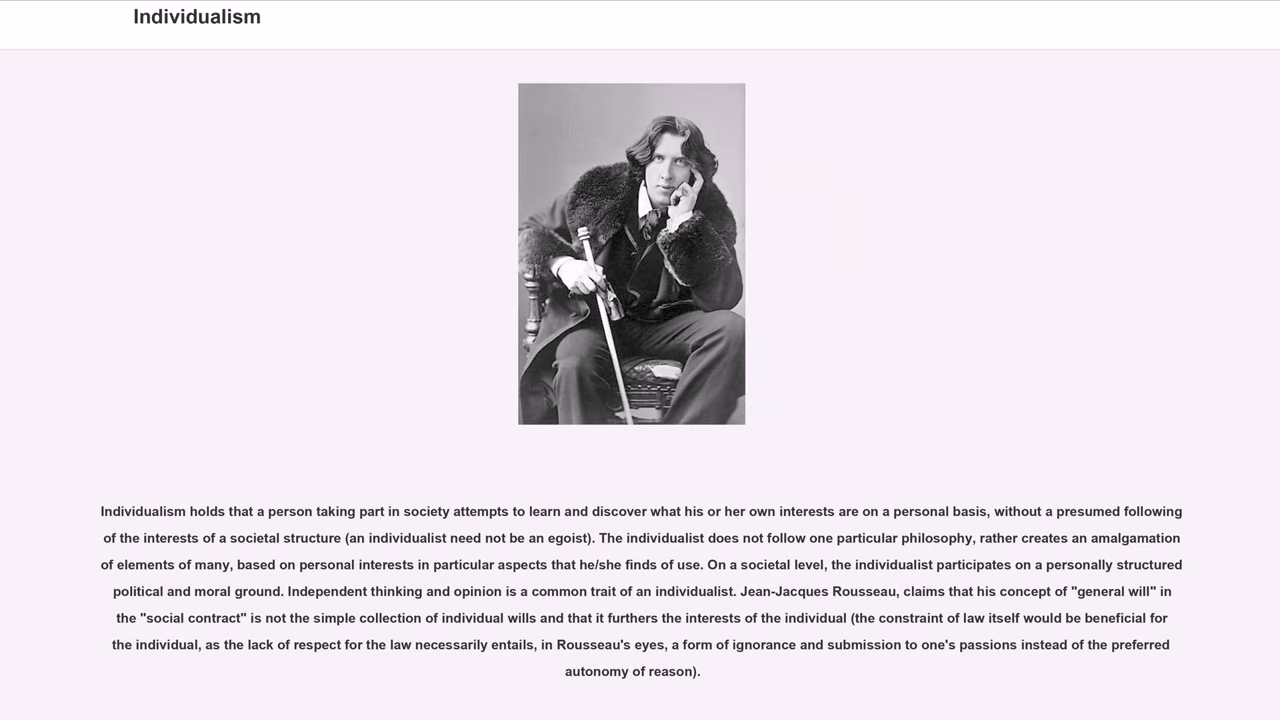 Individualism
Individualism holds that a person taking part in society attempts to learn and discover what his or her own interests are on a personal basis, without a presumed following
of the interests of a societal structure (an individualist need not be an egoist). The individualist does not follow one particular philosophy, rather creates an amalgamation
of elements of many, based on personal interests in particular aspects that he/she finds of use. On a societal level, the individualist participates on a personally structured
political and moral ground. Independent thinking and opinion is a common trait of an individualist. Jean-Jacques Rousseau, claims that his concept of "general will" in
the "social contract" is not the simple collection of individual wills and that it furthers the interests of the individual (the constraint of law itself would be beneficial for
the individual, as the lack of respect for the law necessarily entails, in Rousseau's eyes, a form of ignorance and submission to one's passions instead of the preferred
autonomy of reason).